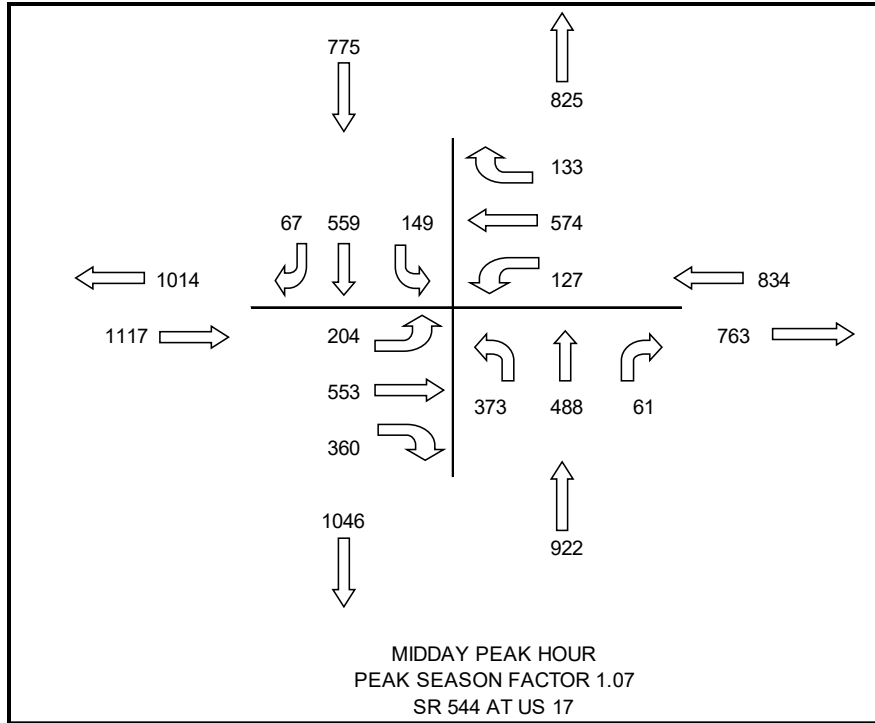 775
825
133
67 559 149 574
1014 127 834
1117 204 763
553
373 488 61
360
1046
922
MIDDAY PEAK HOUR
PEAK SEASON FACTOR 1.07
SR 544 AT US 17